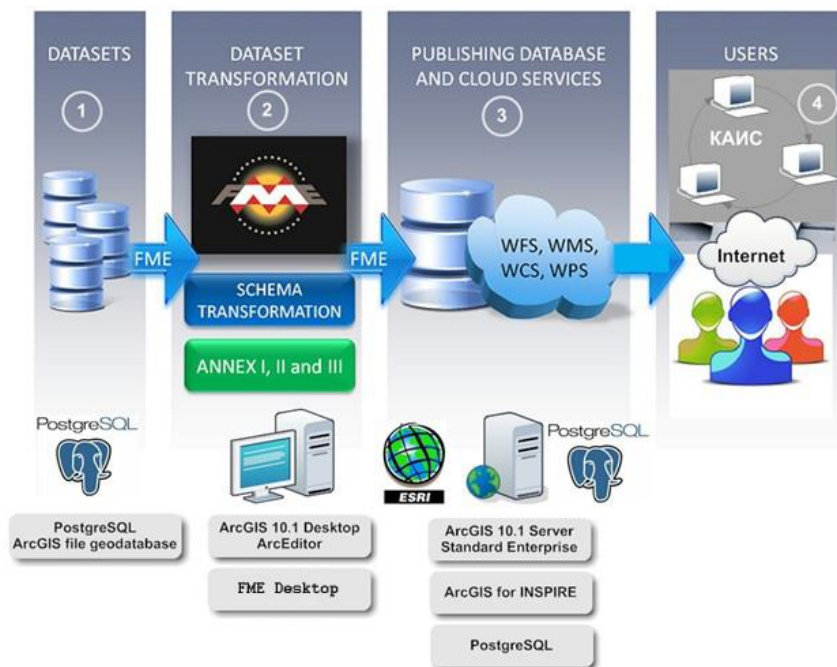 DATASETS
1
DATASET
TRANSFORMATION
2
PUBLISHING DATABASE
AND CLOUD SERVICES
3
USERS
4
КАИС
FME
FME
FME
SCHEMA
TRANSFORMATION
ANNEX I, II and III
WFS, WMS,
WCS, WPS
Internet
PostgreSQL
ESRI
PostgreSQL
PostgreSQL
ArcGIS file geodatabase
ArcGIS 10.1 Desktop
ArcEditor
FME Desktop
ArcGIS 10.1 Server
Standard Enterprise
ArcGIS for INSPIRE
PostgreSQL